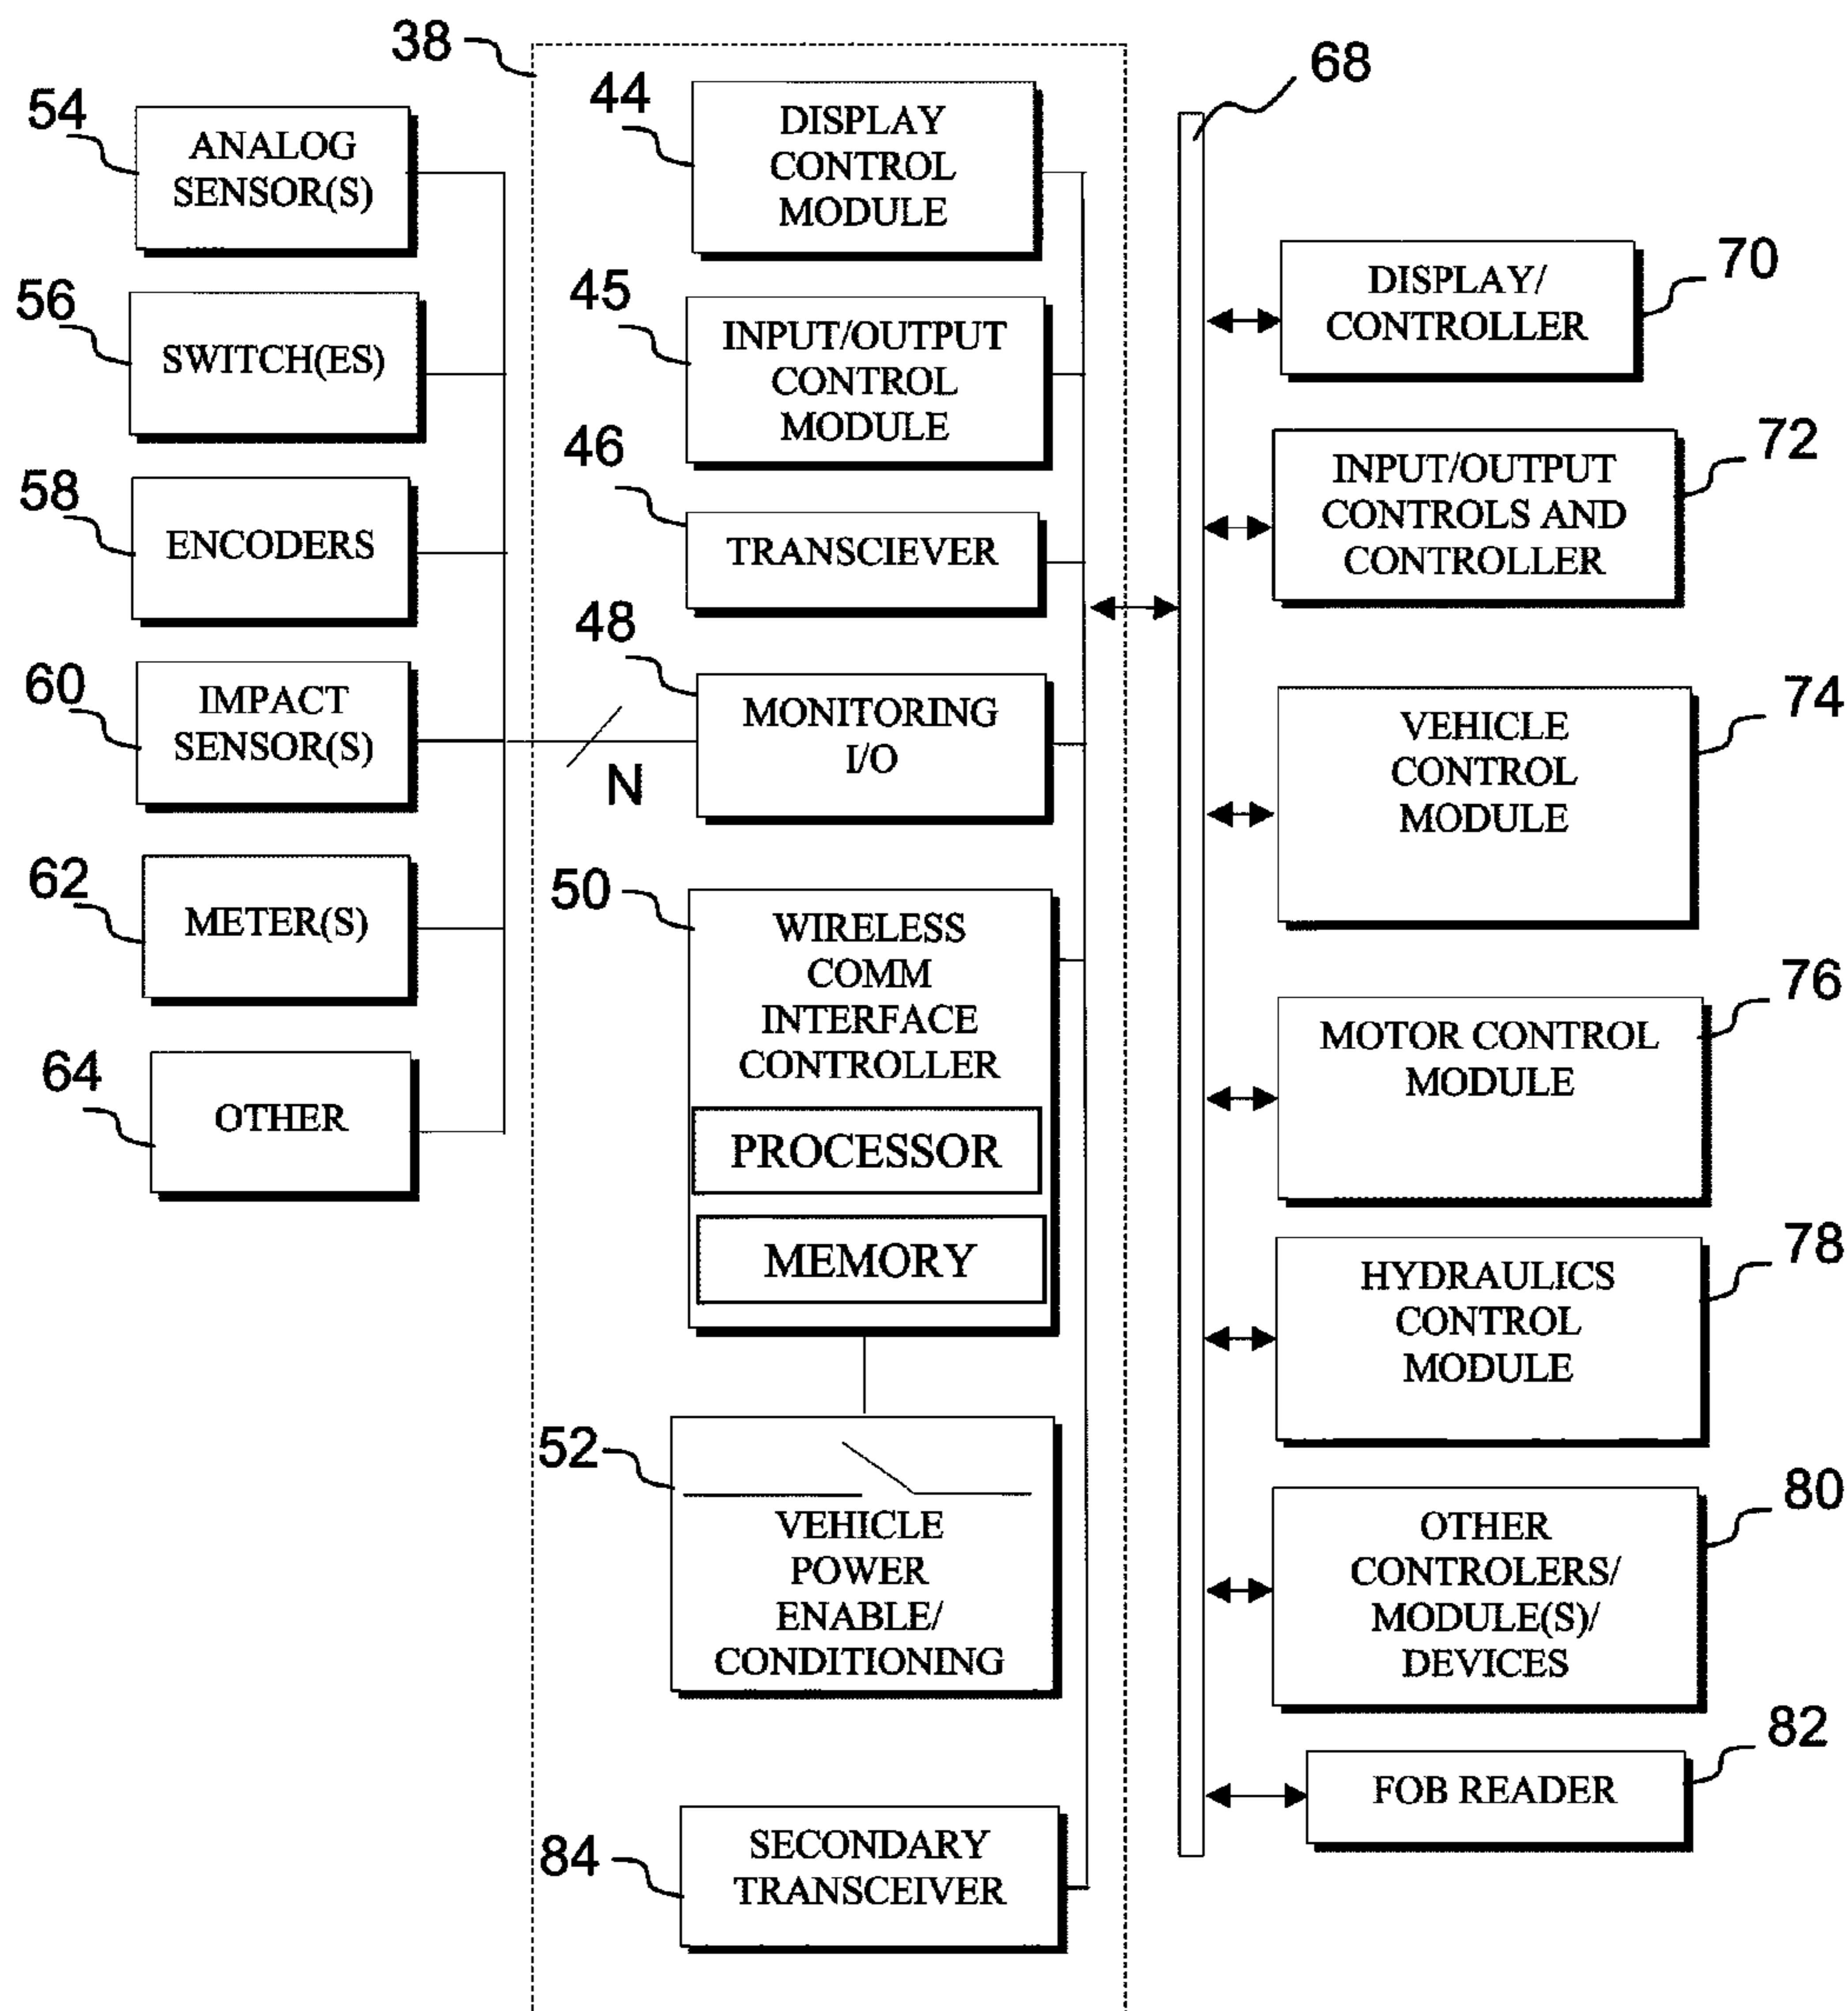 38
54
ANALOG
SENSOR(S)
56
SWITCH(ES)
58
ENCODERS
60
IMPACT
SENSOR(S)
62
METER(S)
64
OTHER
44
DISPLAY
CONTROL
MODULE
45
INPUT/OUTPUT
CONTROL
MODULE
46
TRANSCIEVER
48
MONITORING
I/O
N
50
WIRELESS
COMM
INTERFACE
CONTROLLER
PROCESSOR
MEMORY
52
VEHICLE
POWER
ENABLE/
CONDITIONING
84
SECONDARY
TRANSCEIVER
68
70
DISPLAY/
CONTROLLER
72
INPUT/OUTPUT
CONTROLS AND
CONTROLLER
74
VEHICLE
CONTROL
MODULE
76
MOTOR CONTROL
MODULE
78
HYDRAULICS
CONTROL
MODULE
80
OTHER
CONTROLERS/
MODULE(S)/
DEVICES
82
FOB READER